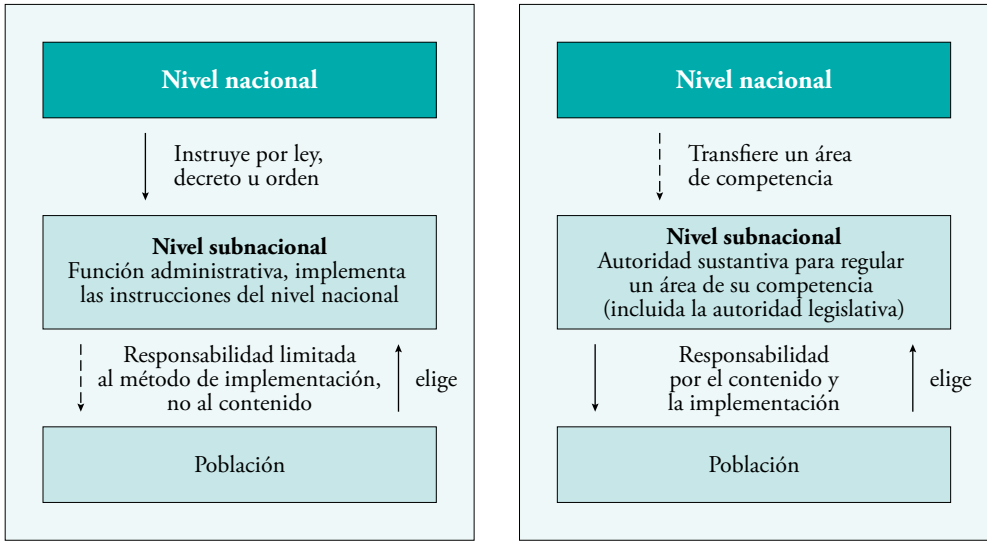 Nivel nacional
Instruye por ley,
decreto u orden
Nivel subnacional
Función administrativa, implementa
las instrucciones del nivel nacional
Responsabilidad limitada
al método de implementación,
no al contenido
elige
Población
Nivel nacional
Transfiere un área
de competencia
Nivel subnacional
Autoridad sustantiva para regular
un área de su competencia
(incluida la autoridad legislativa)
Responsabilidad
por el contenido y
la implementación
elige
Población